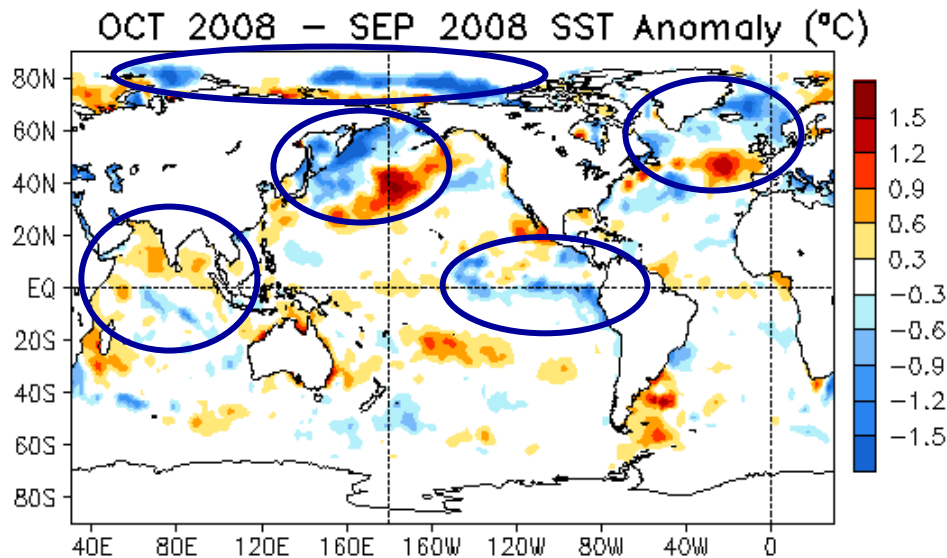 OCT 2008 – SEP 2008 SST Anomaly (°C)
80N
60N
40N
20N
EQ
20S
40S
60S
80S
40E 80E 120E 160E 160W 120W 80W 40W 0
1.5
1.2
0.9
0.6
0.3
-0.3
-0.6
-0.9
-1.2
-1.5